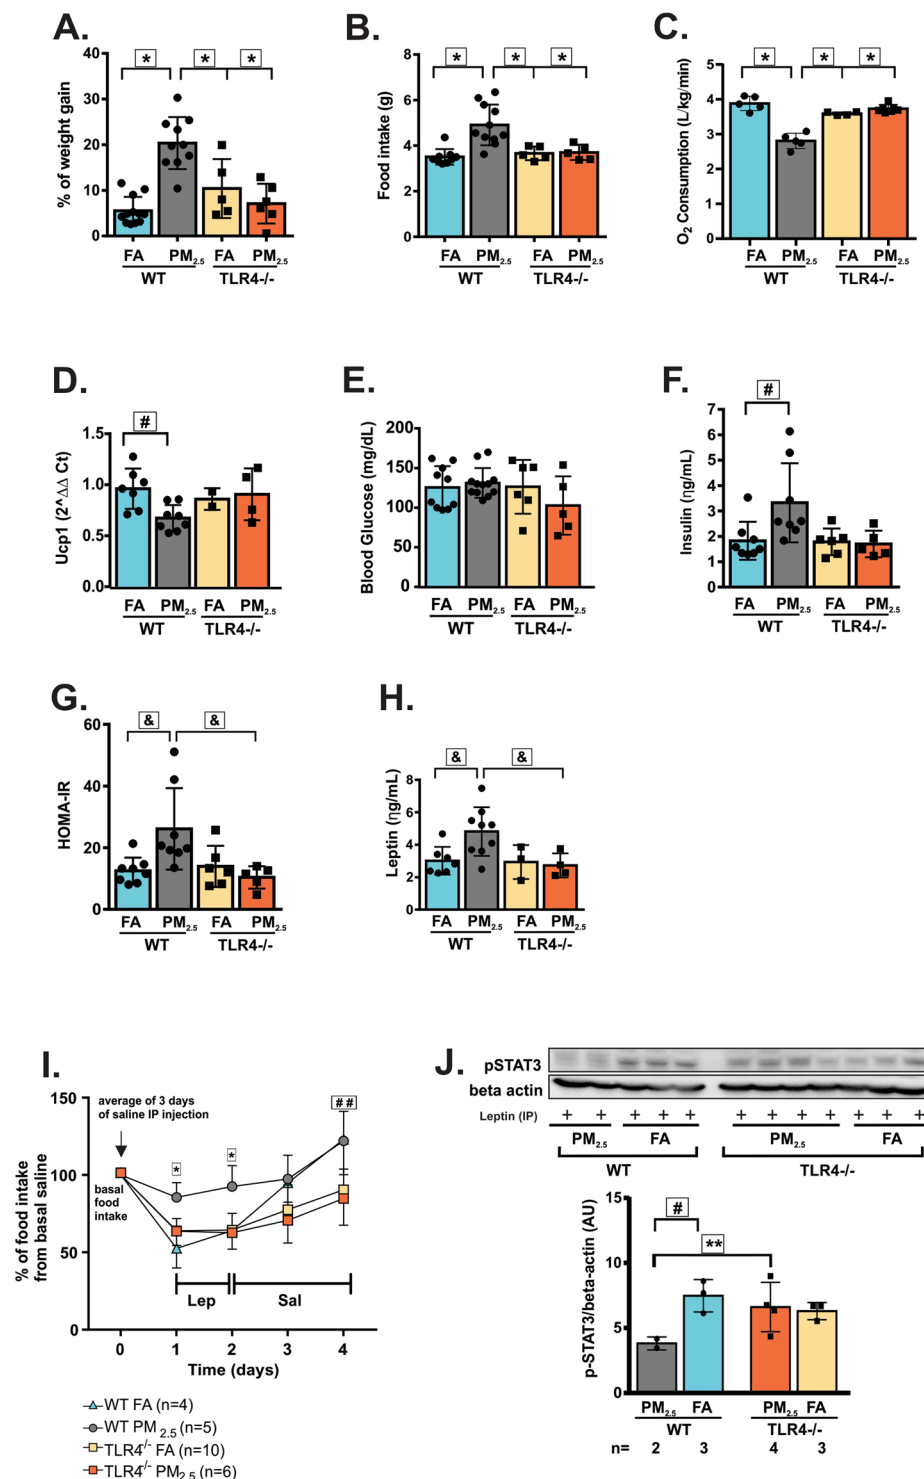 A.
% of weight gain
40
30
20
10
0
* * *
FA PM2.5 FA PM2.5
WT TLR4-/-
B.
Food intake (g)
8
6
4
2
0
* * *
FA PM2.5 FA PM2.5
WT TLR4-/-
C.
O2 Consumption (L/kg/min)
5
4
3
2
1
0
* * *
FA PM2.5 FA PM2.5
WT TLR4-/-
D.
Ucp1 (2^ΔΔ Ct)
1.5
1.0
0.5
0.0
#
FA PM2.5 FA PM2.5
WT TLR4-/-
E.
Blood Glucose (mg/dL)
200
150
100
50
0
FA PM2.5 FA PM2.5
WT TLR4-/-
F.
Insulin (ηg/mL)
7
6
5
4
3
2
1
0
#
FA PM2.5 FA PM2.5
WT TLR4-/-
G.
HOMA-IR
60
40
20
0
& &
FA PM2.5 FA PM2.5
WT TLR4-/-
H.
Leptin (ηg/mL)
8
6
4
2
0
& &
FA PM2.5 FA PM2.5
WT TLR4-/-
I.
% of food intake
from basal saline
150
100
50
0
average of 3 days
of saline IP injection
basal
food
intake
* * ##
Lep Sal
0 1 2 3 4
Time (days)
WT FA (n=4)
WT PM 2.5 (n=5)
TLR4-/- FA (n=10)
TLR4-/- PM2.5 (n=6)
J.
pSTAT3
beta actin
Leptin (IP) + + + + + + + + + + + +
PM2.5 FA PM2.5 FA
WT TLR4-/-
p-STAT3/beta-actin (AU)
15
10
5
0
#
**
PM2.5 FA PM2.5 FA
WT TLR4-/-
n= 2 3 4 3